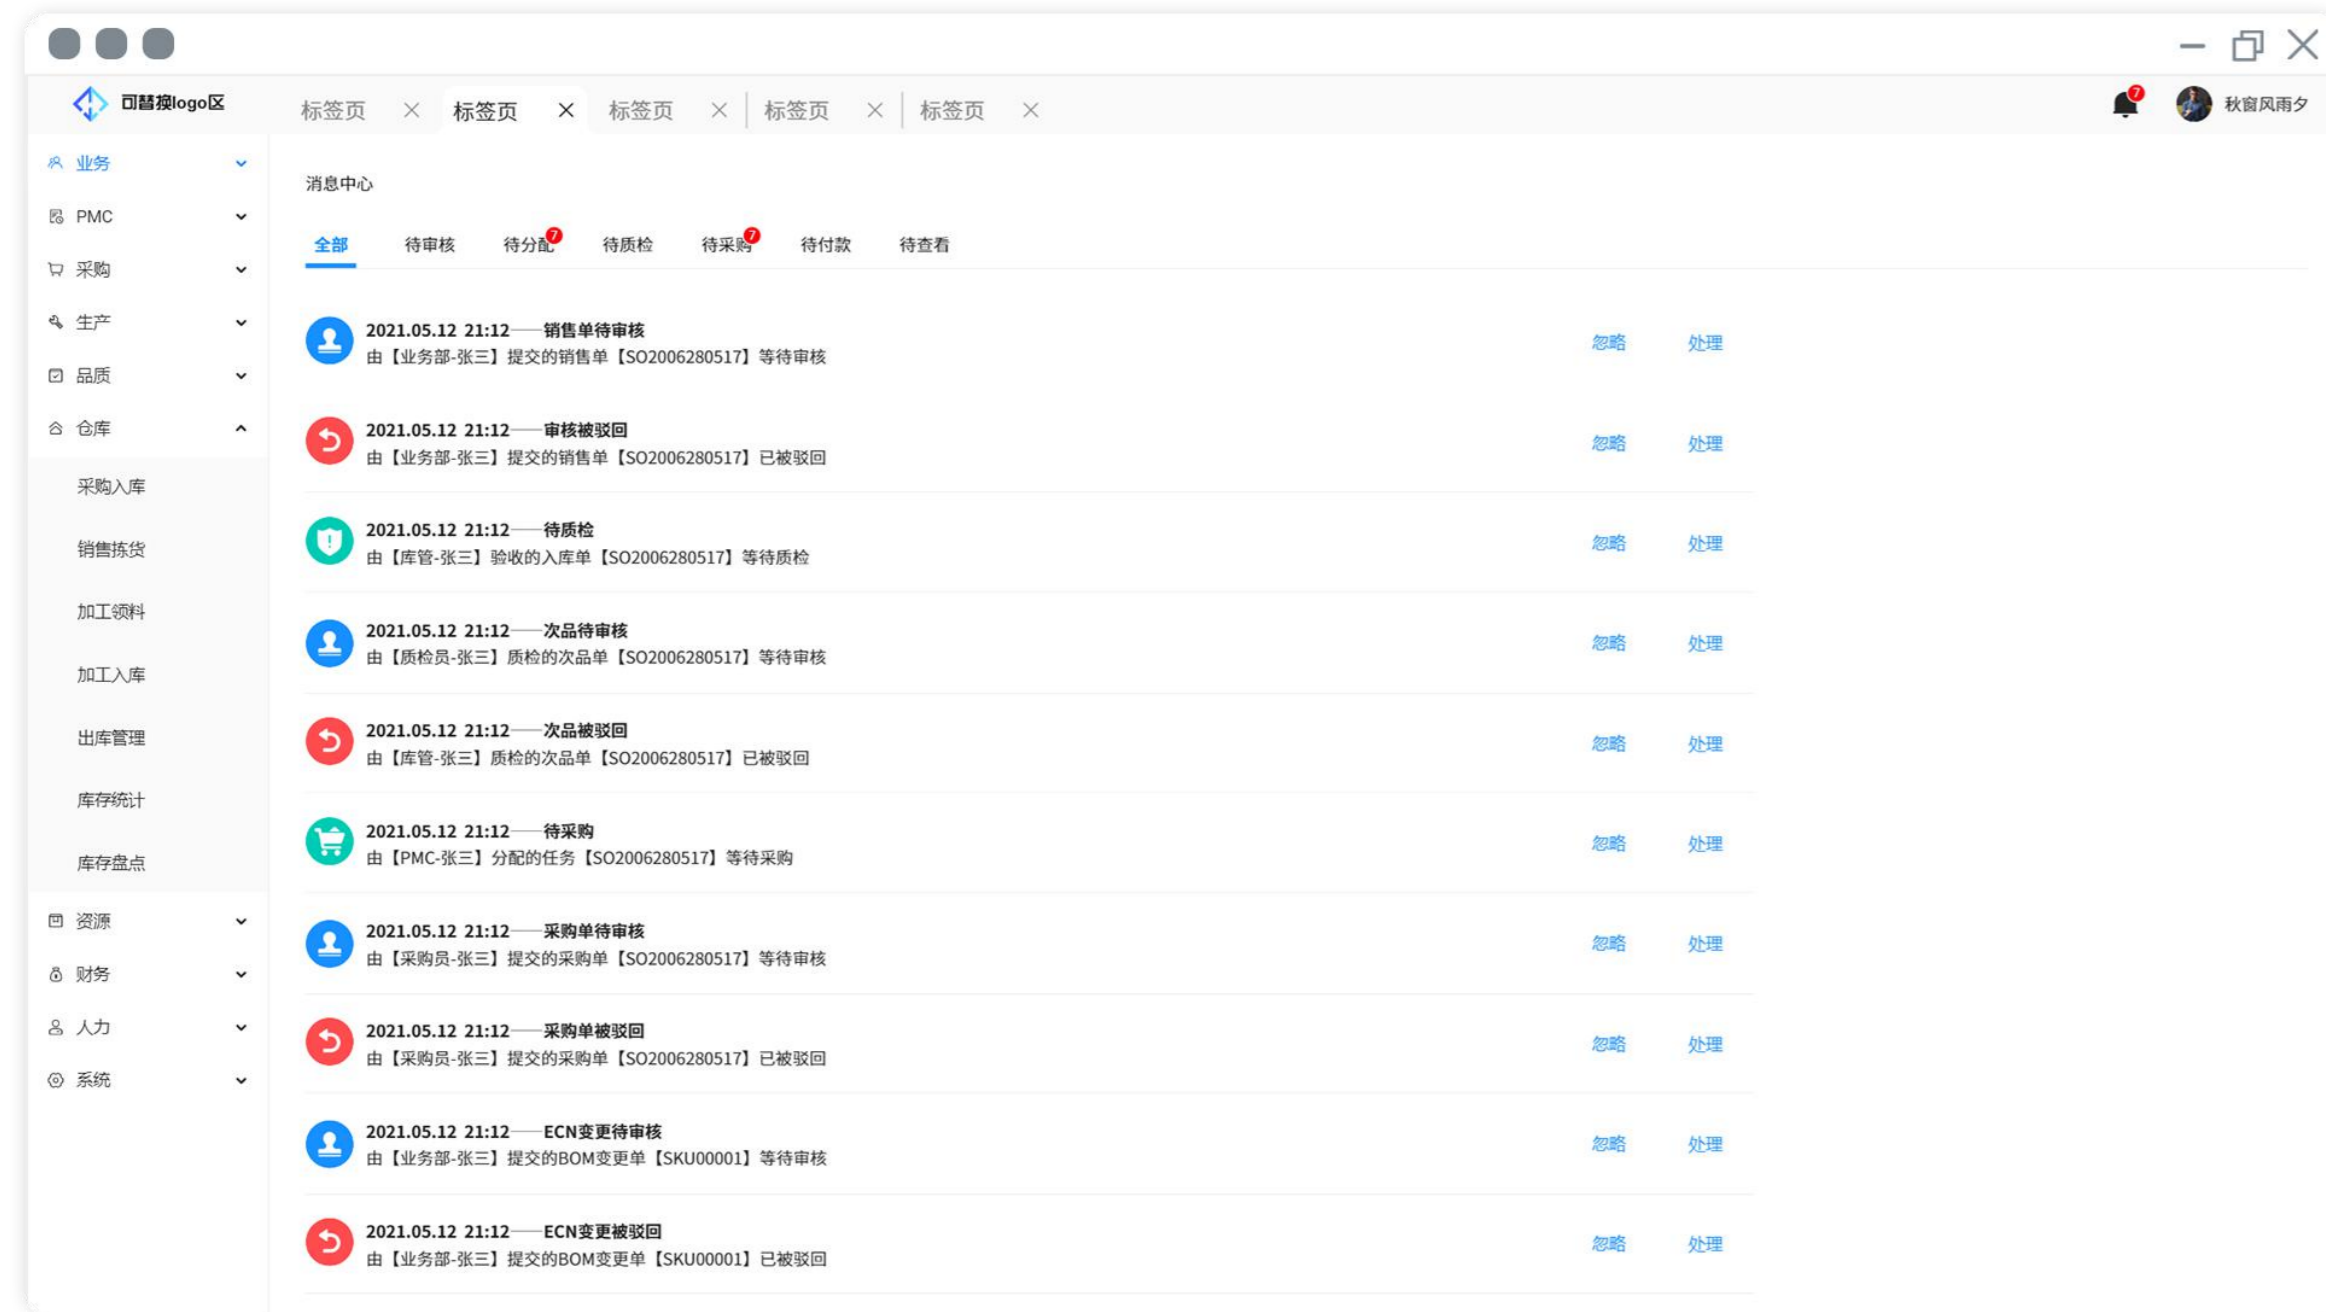 可替换logo区
标签页 标签页 标签页 标签页 标签页
7
秋窗风雨夕
业务
PMC
采购
生产
品质
仓库
采购入库
销售拣货
加工领料
加工入库
出库管理
库存统计
库存盘点
资源
财务
人力
系统
消息中心
全部 待审核 待分配 7 待质检 待采购 7 待付款 待查看
2021.05.12 21:12——销售单待审核
由【业务部-张三】提交的销售单【SO2006280517】等待审核
忽略 处理
2021.05.12 21:12——审核被驳回
由【业务部-张三】提交的销售单【SO2006280517】已被驳回
忽略 处理
2021.05.12 21:12——待质检
由【库管-张三】验收的入库单【SO2006280517】等待质检
忽略 处理
2021.05.12 21:12——次品待审核
由【质检员-张三】质检的次品单【SO2006280517】等待审核
忽略 处理
2021.05.12 21:12——次品被驳回
由【库管-张三】质检的次品单【SO2006280517】已被驳回
忽略 处理
2021.05.12 21:12——待采购
由【PMC-张三】分配的任务【SO2006280517】等待采购
忽略 处理
2021.05.12 21:12——采购单待审核
由【采购员-张三】提交的采购单【SO2006280517】等待审核
忽略 处理
2021.05.12 21:12——采购单被驳回
由【采购员-张三】提交的采购单【SO2006280517】已被驳回
忽略 处理
2021.05.12 21:12——ECN变更待审核
由【业务部-张三】提交的BOM变更单【SKU00001】等待审核
忽略 处理
2021.05.12 21:12——ECN变更被驳回
由【业务部-张三】提交的BOM变更单【SKU00001】已被驳回
忽略 处理